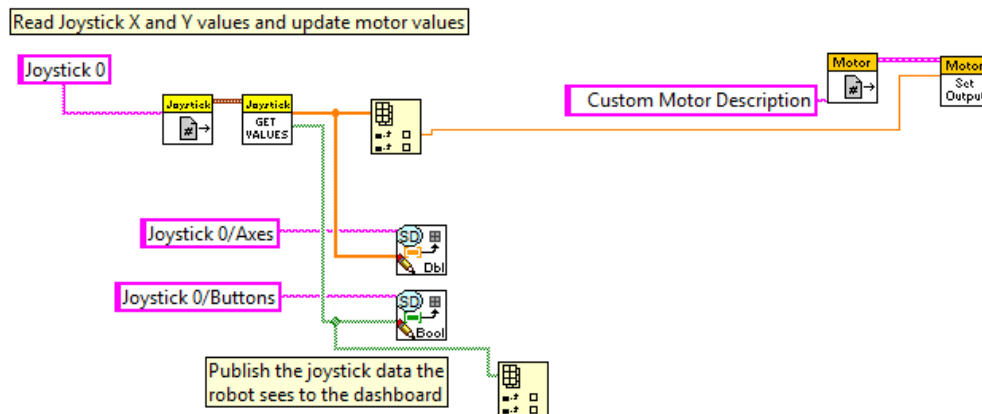 Read Joystick X and Y values and update motor values
Joystick 0
Motor
#
Motor
Set
Output
Custom Motor Description
Joystick
#
Joystick
GET
VALUES
Joystick 0/Axes
SD
Dbl
Joystick 0/Buttons
SD
Bool
Publish the joystick data the
robot sees to the dashboard